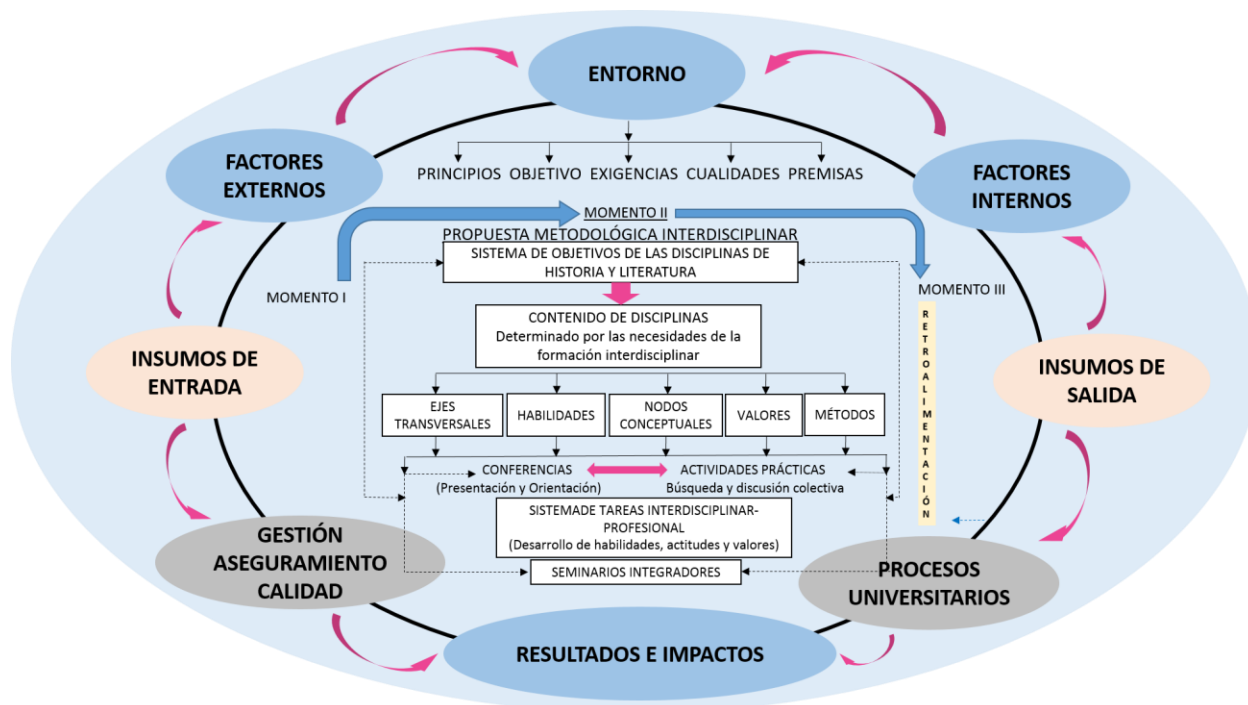 ENTORNO
FACTORES
EXTERNOS
FACTORES
INTERNOS
PRINCIPIOS OBJETIVO EXIGENCIAS CUALIDADES PREMISAS
MOMENTO II
PROPUESTA METODOLÓGICA INTERDISCIPLINAR
SISTEMA DE OBJETIVOS DE LAS DISCIPLINAS DE
HISTORIA Y LITERATURA
MOMENTO I
MOMENTO III
CONTENIDO DE DISCIPLINAS
Determinado por las necesidades de la
formación interdisciplinar
INSUMOS DE
ENTRADA
INSUMOS DE
SALIDA
RETROALIMENTACIÓN
EJES
TRANSVERSALES
HABILIDADES
NODOS
CONCEPTUALES
VALORES
MÉTODOS
CONFERENCIAS
(Presentación y Orientación)
ACTIVIDADES PRÁCTICAS
Búsqueda y discusión colectiva
SISTEMADE TAREAS INTERDISCIPLINAR-
PROFESIONAL
(Desarrollo de habilidades, actitudes y valores)
SEMINARIOS INTEGRADORES
GESTIÓN
ASEGURAMIENTO
CALIDAD
PROCESOS
UNIVERSITARIOS
RESULTADOS E IMPACTOS